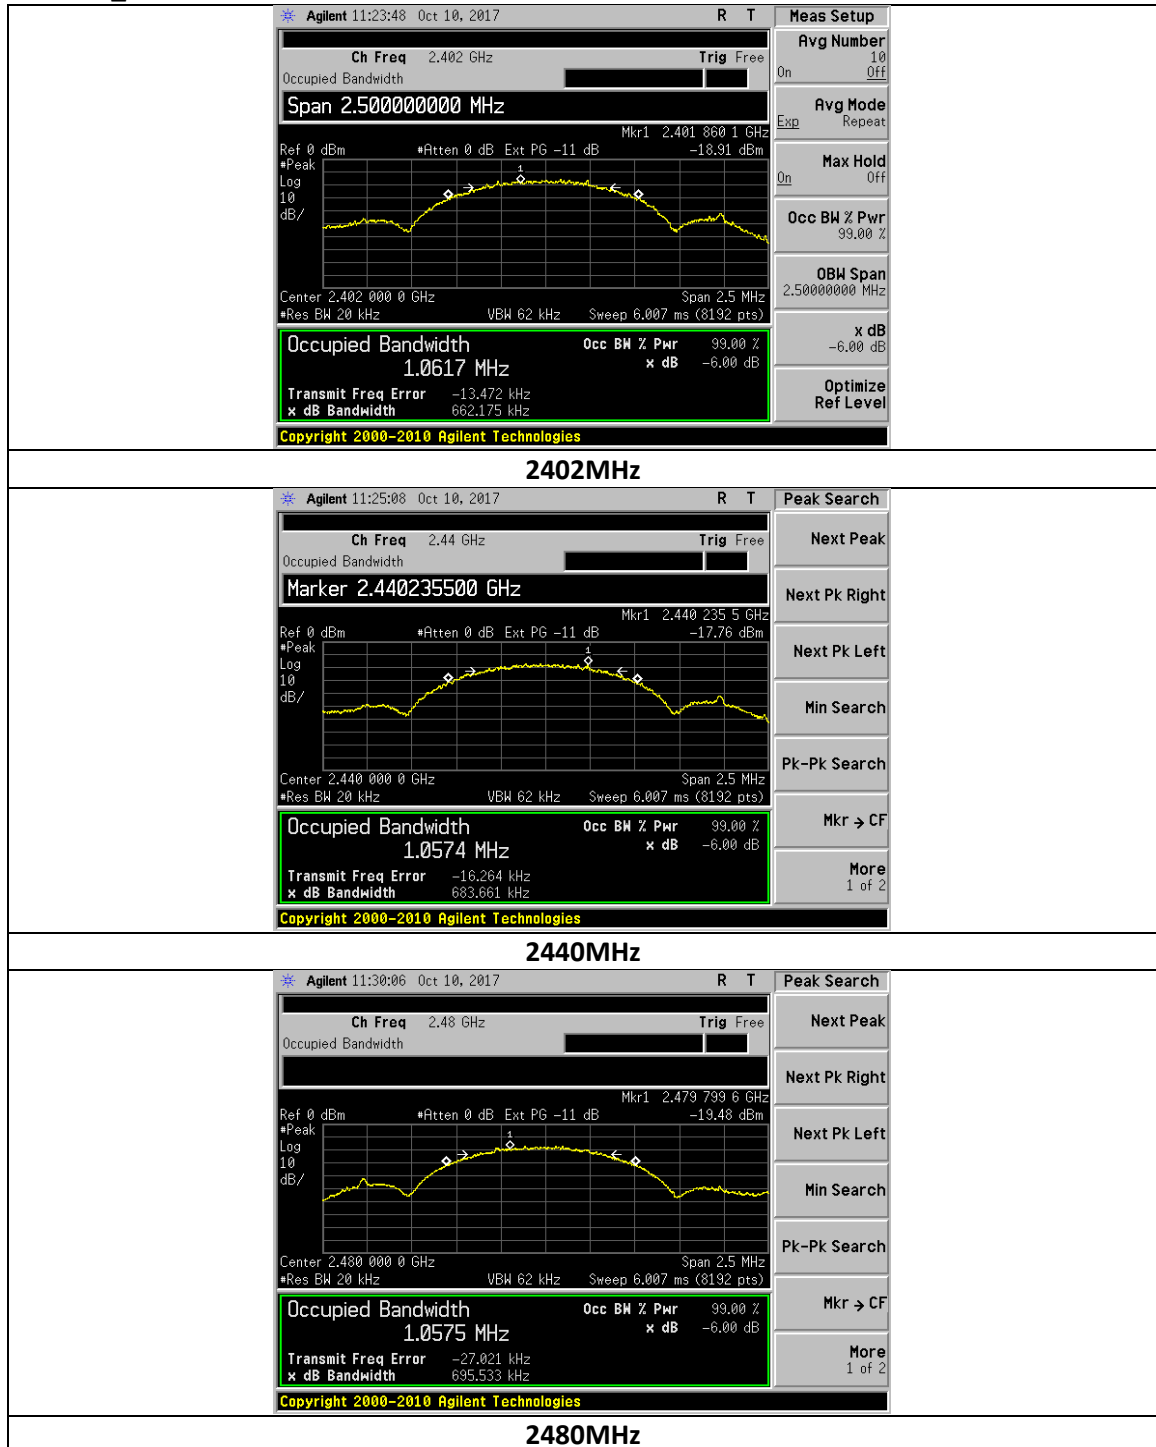 Agilent 11:23:48 Oct 10, 2017 R T Meas Setup
Ch Freq 2.402 GHz Trig Free
Occupied Bandwidth
Span 2.500000000 MHz
Mkr1 2.401 860 1 GHz
Ref 0 dBm #Atten 0 dB Ext PG -11 dB -18.91 dBm
#Peak
Log
10
dB/
1
Center 2.402 000 0 GHz Span 2.5 MHz
#Res BW 20 kHz VBW 62 kHz Sweep 6.007 ms (8192 pts)
Occupied Bandwidth Occ BW % Pwr 99.00 %
1.0617 MHz x dB -6.00 dB
Transmit Freq Error -13.472 kHz
x dB Bandwidth 662.175 kHz
Copyright 2000-2010 Agilent Technologies
Avg Number
10
On Off
Avg Mode
Exp Repeat
Max Hold
On Off
Occ BW % Pwr
99.00 %
OBW Span
2.50000000 MHz
x dB
-6.00 dB
Optimize
Ref Level
2402MHz
Agilent 11:25:08 Oct 10, 2017 R T Peak Search
Ch Freq 2.44 GHz Trig Free
Occupied Bandwidth
Marker 2.440235500 GHz
Mkr1 2.440 235 5 GHz
Ref 0 dBm #Atten 0 dB Ext PG -11 dB -17.76 dBm
#Peak
Log
10
dB/
1
Center 2.440 000 0 GHz Span 2.5 MHz
#Res BW 20 kHz VBW 62 kHz Sweep 6.007 ms (8192 pts)
Occupied Bandwidth Occ BW % Pwr 99.00 %
1.0574 MHz x dB -6.00 dB
Transmit Freq Error -16.264 kHz
x dB Bandwidth 683.661 kHz
Copyright 2000-2010 Agilent Technologies
Next Peak
Next Pk Right
Next Pk Left
Min Search
Pk-Pk Search
Mkr → CF
More
1 of 2
2440MHz
Agilent 11:30:06 Oct 10, 2017 R T Peak Search
Ch Freq 2.48 GHz Trig Free
Occupied Bandwidth
Mkr1 2.479 799 6 GHz
Ref 0 dBm #Atten 0 dB Ext PG -11 dB -19.48 dBm
#Peak
Log
10
dB/
1
Center 2.480 000 0 GHz Span 2.5 MHz
#Res BW 20 kHz VBW 62 kHz Sweep 6.007 ms (8192 pts)
Occupied Bandwidth Occ BW % Pwr 99.00 %
1.0575 MHz x dB -6.00 dB
Transmit Freq Error -27.021 kHz
x dB Bandwidth 695.533 kHz
Copyright 2000-2010 Agilent Technologies
Next Peak
Next Pk Right
Next Pk Left
Min Search
Pk-Pk Search
Mkr → CF
More
1 of 2
2480MHz